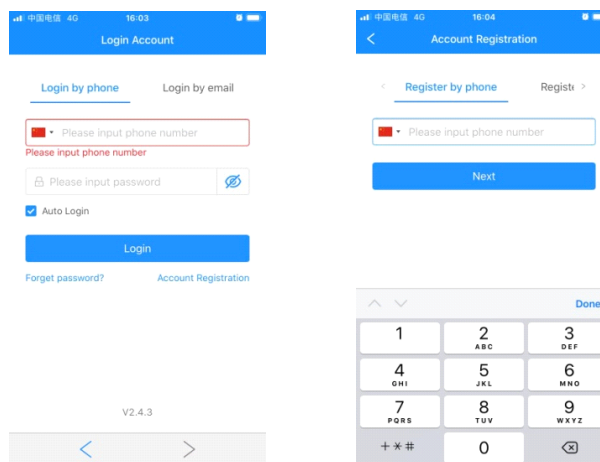 中国电信 4G 16:03
Login Account
Login by phone Login by email
Please input phone number
Please input phone number
Please input password
Auto Login
Login
Forget password? Account Registration
V2.4.3
中国电信 4G 16:04
Account Registration
Register by phone Registe
Please input phone number
Next
Done
1 2 3
ABC DEF
4 5 6
GHI JKL MNO
7 8 9
PQRS TUV WXYZ
+*# 0